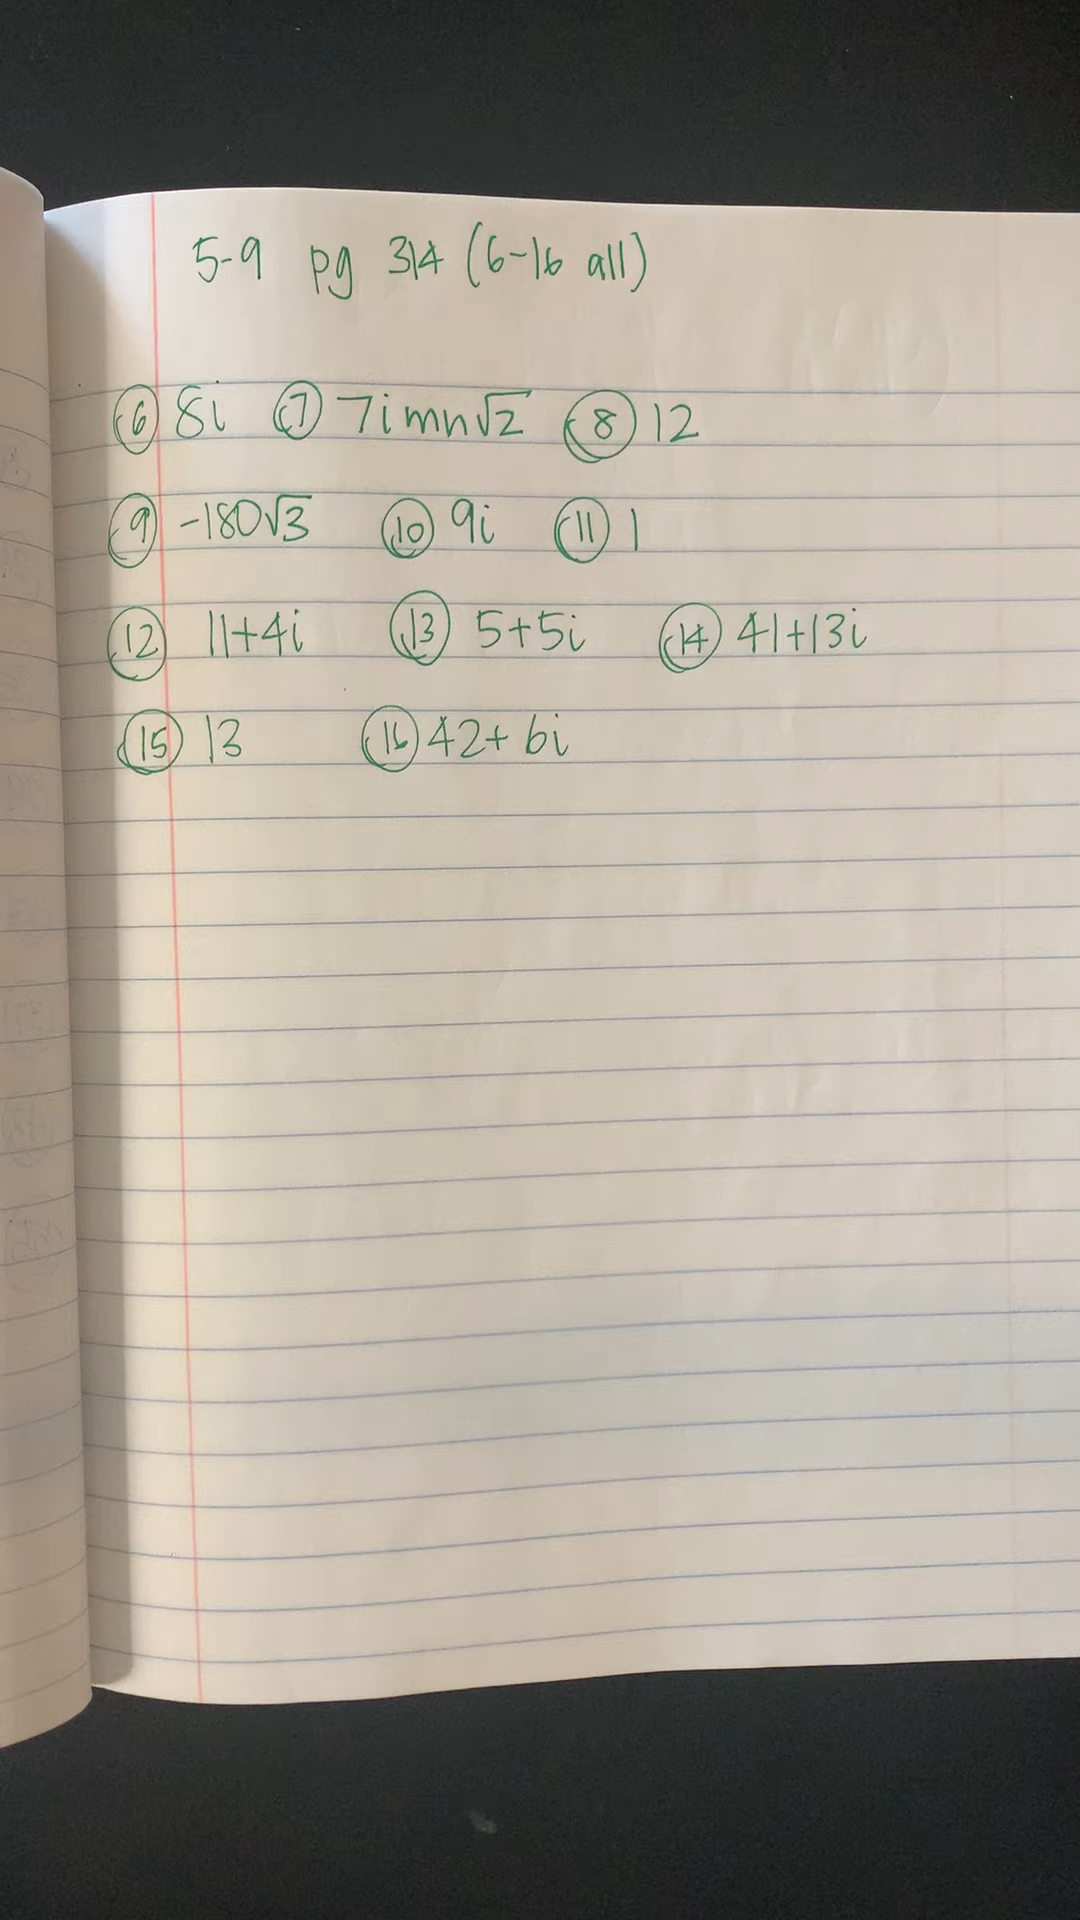 5-9 pg 314 (6-16 all)
⑥ 8i ⑦ 7imn√2 ⑧ 12
⑨ -180√3 ⑩ 9i ⑪ 1
⑫ 11+4i ⑬ 5+5i ⑭ 41+13i
⑮ 13 ⑯ 42+6i